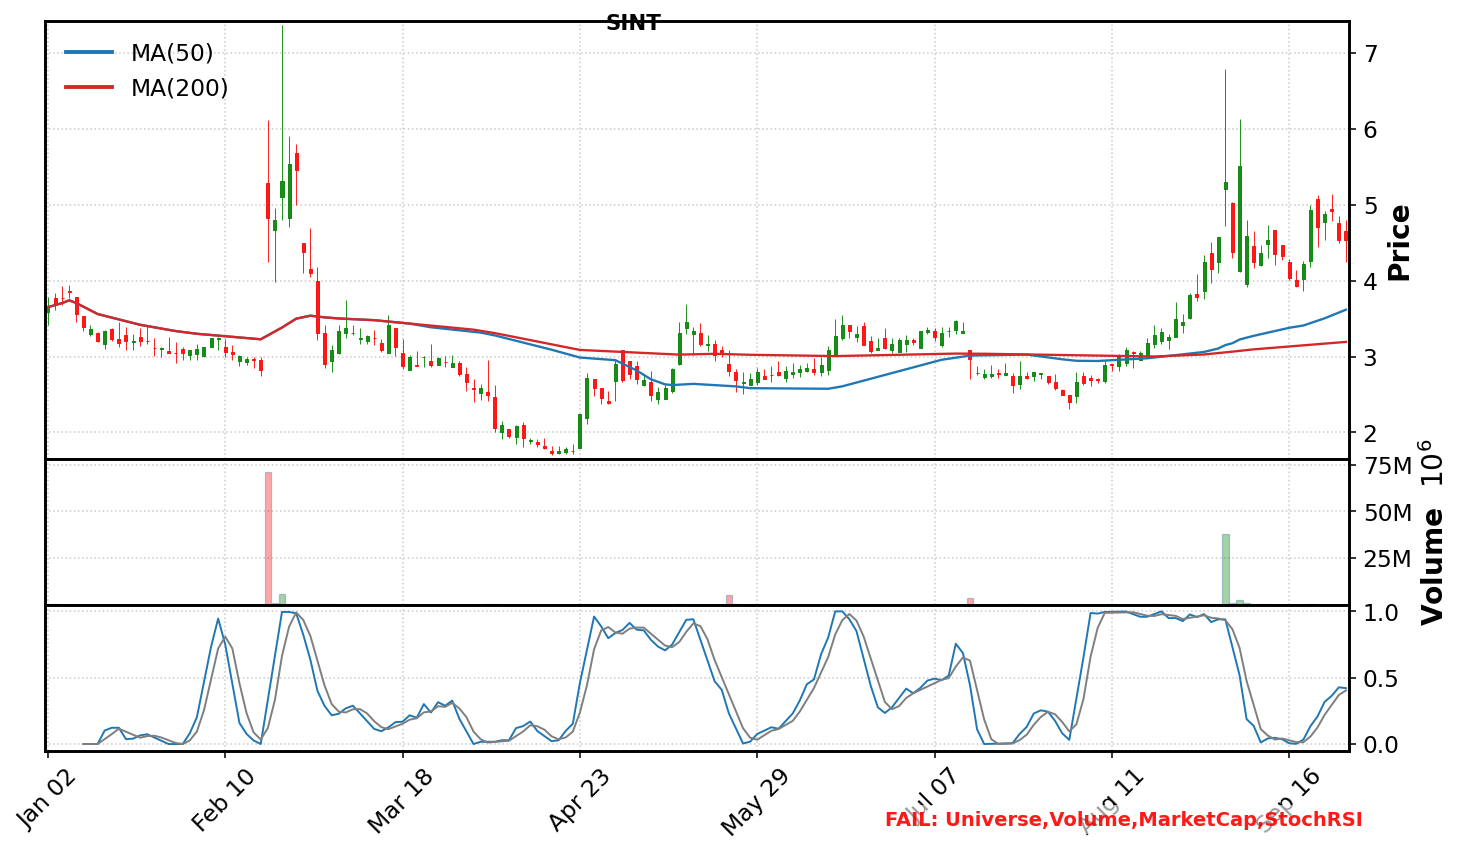 SINT
MA(50)
MA(200)
7
6
5
4
3
2
Price
75M
50M
25M
Volume 10^6
1.0
0.5
0.0
Jan 02
Feb 10
Mar 18
Apr 23
May 29
Jul 07
Aug 11
Sep 16
FAIL: Universe,Volume,MarketCap,StochRSI